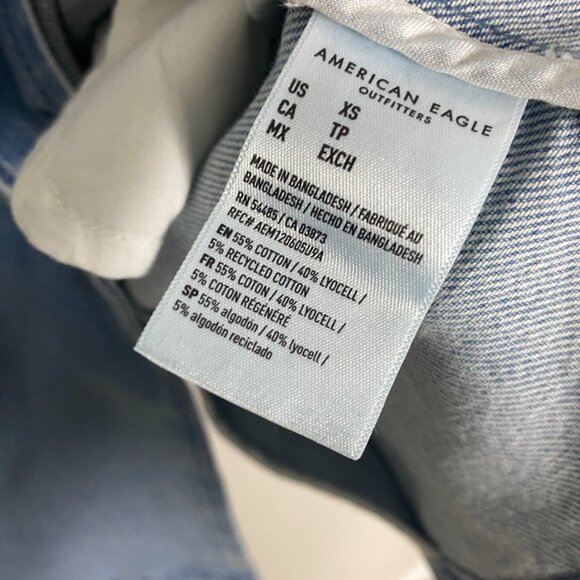 AMERICAN EAGLE
OUTFITTERS
US XS
CA TP
MX EXCH
MADE IN BANGLADESH / FABRIQUÉ AU
BANGLADESH / HECHO EN BANGLADESH
RN 54485 / CA 03873
RFC# AEM120605U9A
EN 55% COTTON / 40% LYOCELL /
5% RECYCLED COTTON
FR 55% COTON / 40% LYOCELL /
5% COTON RÉGÉNÉRÉ
SP 55% algodón / 40% lyocell /
5% algodón reciclado